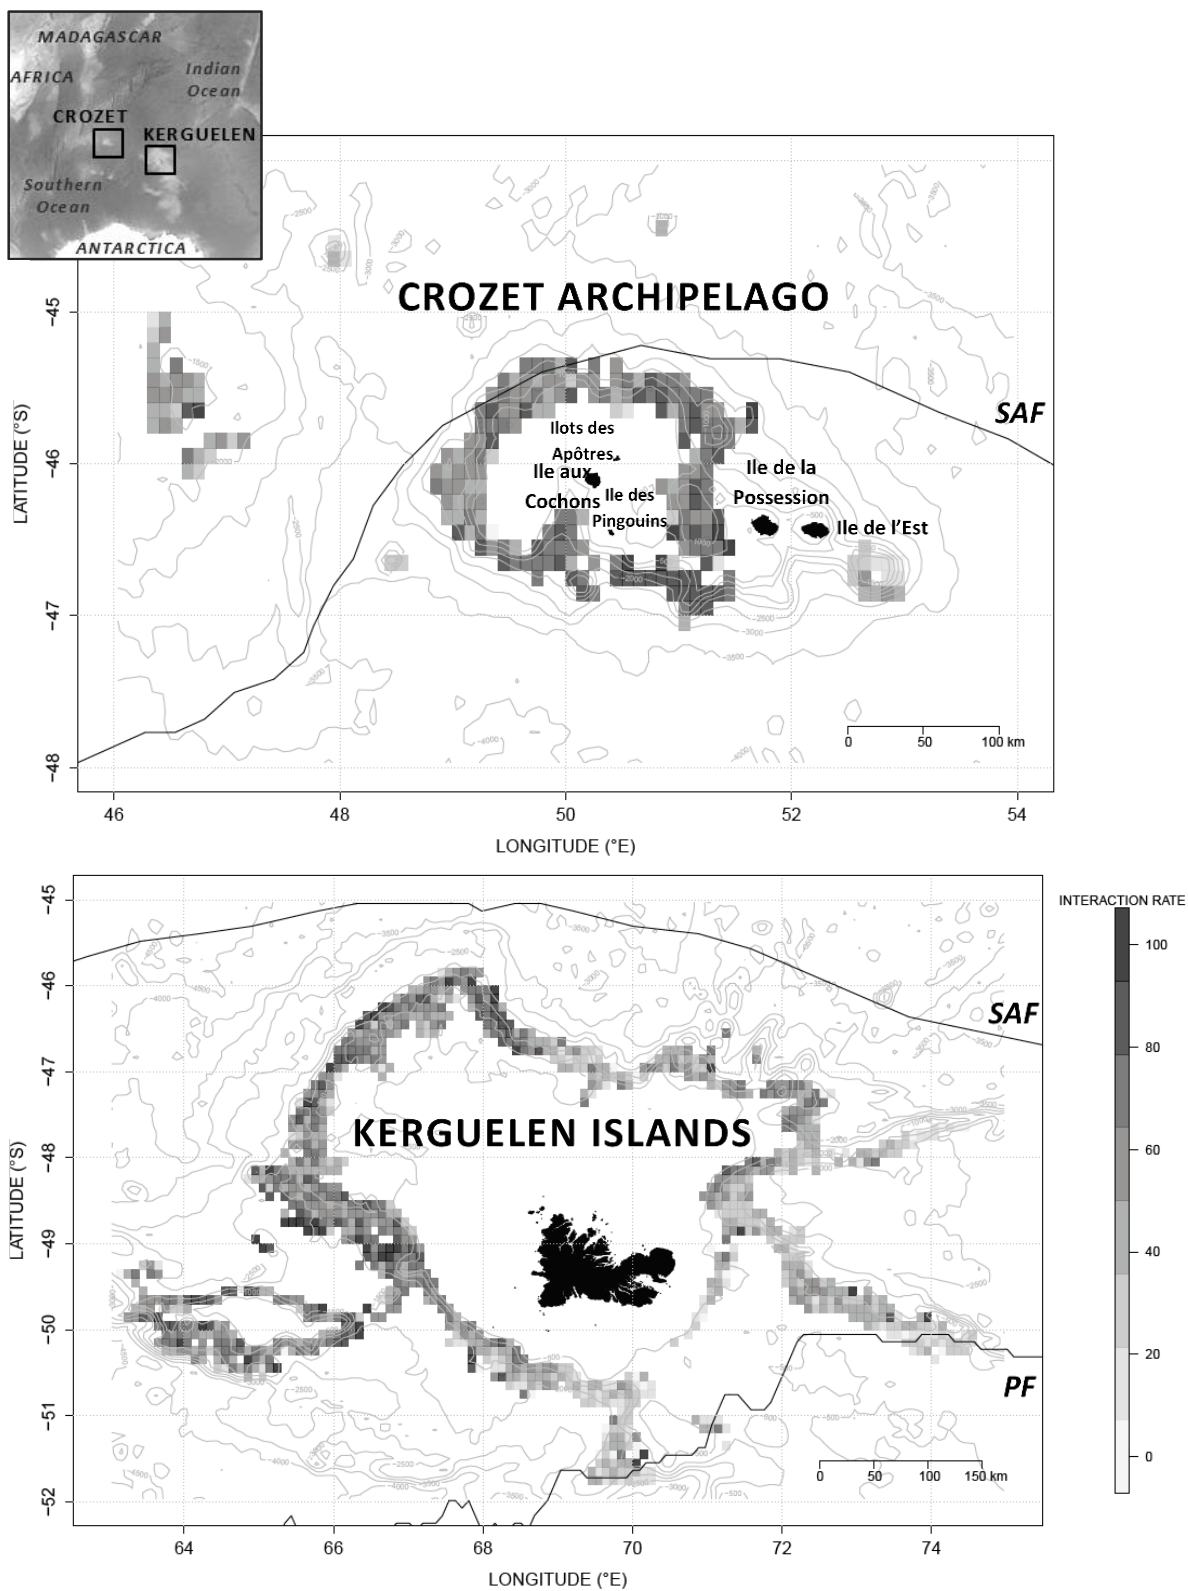 MADAGASCAR
AFRICA
Indian
Ocean
CROZET
KERGUELEN
Southern
Ocean
ANTARCTICA
CROZET ARCHIPELAGO
SAF
Ilots des
Apôtres
Ile aux
Cochons
Ile des
Pingouins
Ile de la
Possession
Ile de l'Est
-45
-46
-47
-48
LATITUDE (°S)
0 50 100 km
46 48 50 52 54
LONGITUDE (°E)
INTERACTION RATE
100
80
60
40
20
0
SAF
KERGUELEN ISLANDS
PF
-45
-46
-47
-48
-49
-50
-51
-52
LATITUDE (°S)
0 50 100 150 km
64 66 68 70 72 74
LONGITUDE (°E)